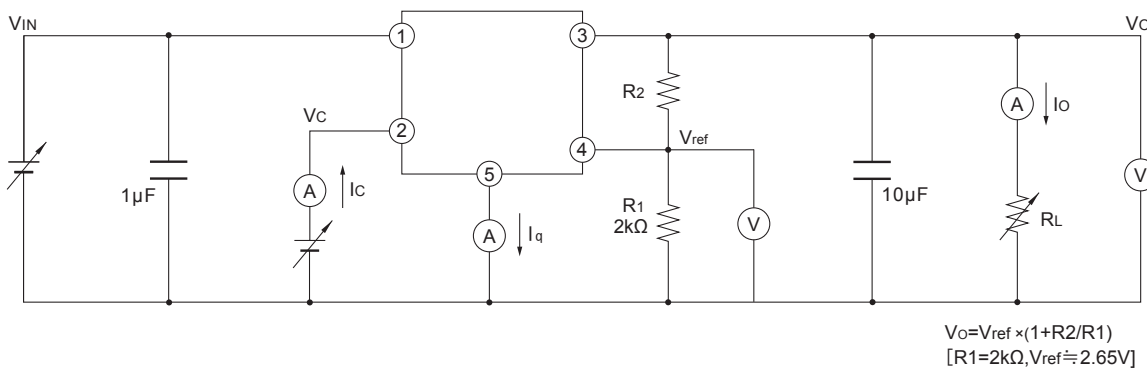 VIN
1
3
VO
R2
A
IO
VC
2
4
Vref
5
A
IC
1µF
R1
2kΩ
V
10µF
V
RL
A
Iq
VO=Vref ×(1+R2/R1)
[R1=2kΩ,Vref≒2.65V]